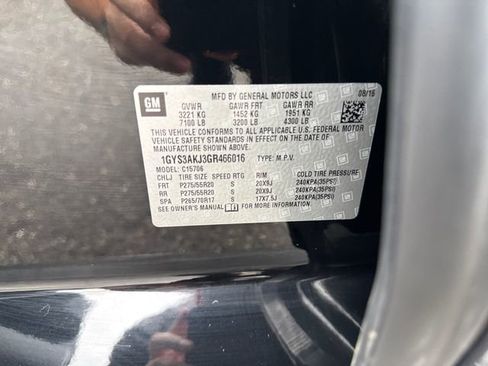 GM
MFD BY GENERAL MOTORS LLC 08/16
GVWR GAWR FRT GAWR RR
3221 KG 1452 KG 1951 KG
7100 LB 3200 LB 4300 LB
THIS VEHICLE CONFORMS TO ALL APPLICABLE U.S. FEDERAL MOTOR
VEHICLE SAFETY STANDARDS IN EFFECT ON THE DATE OF
MANUFACTURE SHOWN ABOVE.
1GYS3AKJ3GR466016 TYPE: M.P.V.
MODEL: C15706
CHLJ TIRE SIZE SPEED RTG R/M COLD TIRE PRESSURE
FRT P275/55R20 S 20X9J 240KPA(35PSI)
RR P275/55R20 S 20X9J 240KPA(35PSI)
SPA P265/70R17 S 17X7.5J 240KPA(35PSI)
SEE OWNER'S MANUAL FOR MORE INFORMATION.